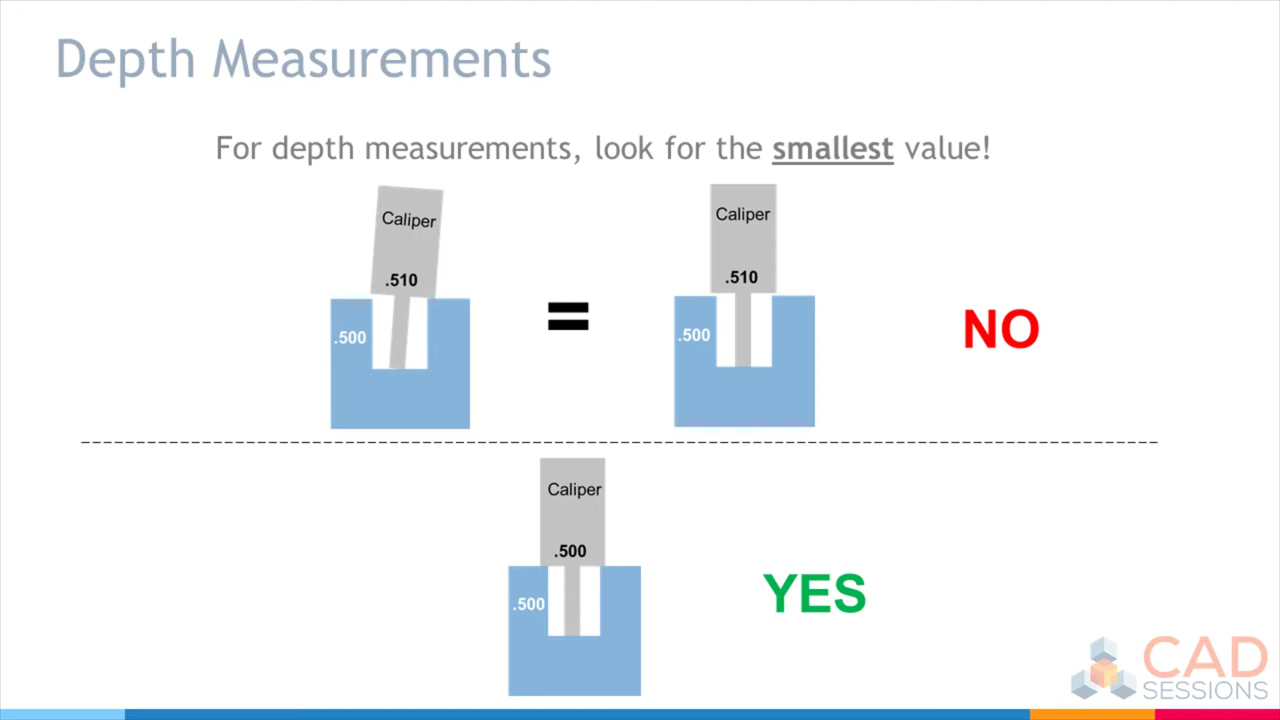 Depth Measurements
For depth measurements, look for the smallest value!
Caliper
.510
.500
=
Caliper
.510
.500
NO
Caliper
.500
.500
YES
CAD
SESSIONS